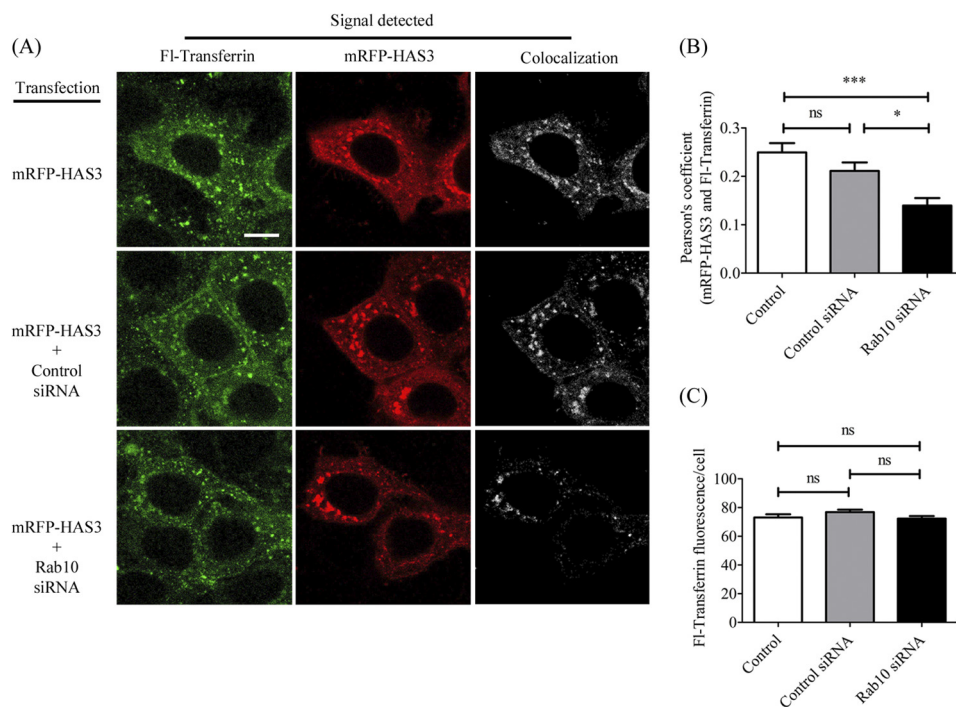 Signal detected
(A)
Fl-Transferrin
mRFP-HAS3
Colocalization
Transfection
mRFP-HAS3
mRFP-HAS3
+
Control
siRNA
mRFP-HAS3
+
Rab10
siRNA
(B)
***
ns
*
Pearson's coefficient
(mRFP-HAS3 and Fl-Transferrin)
0.3
0.2
0.1
0.0
Control
Control siRNA
Rab10 siRNA
(C)
ns
ns
ns
Fl-Transferrin fluorescence/cell
100
80
60
40
20
0
Control
Control siRNA
Rab10 siRNA